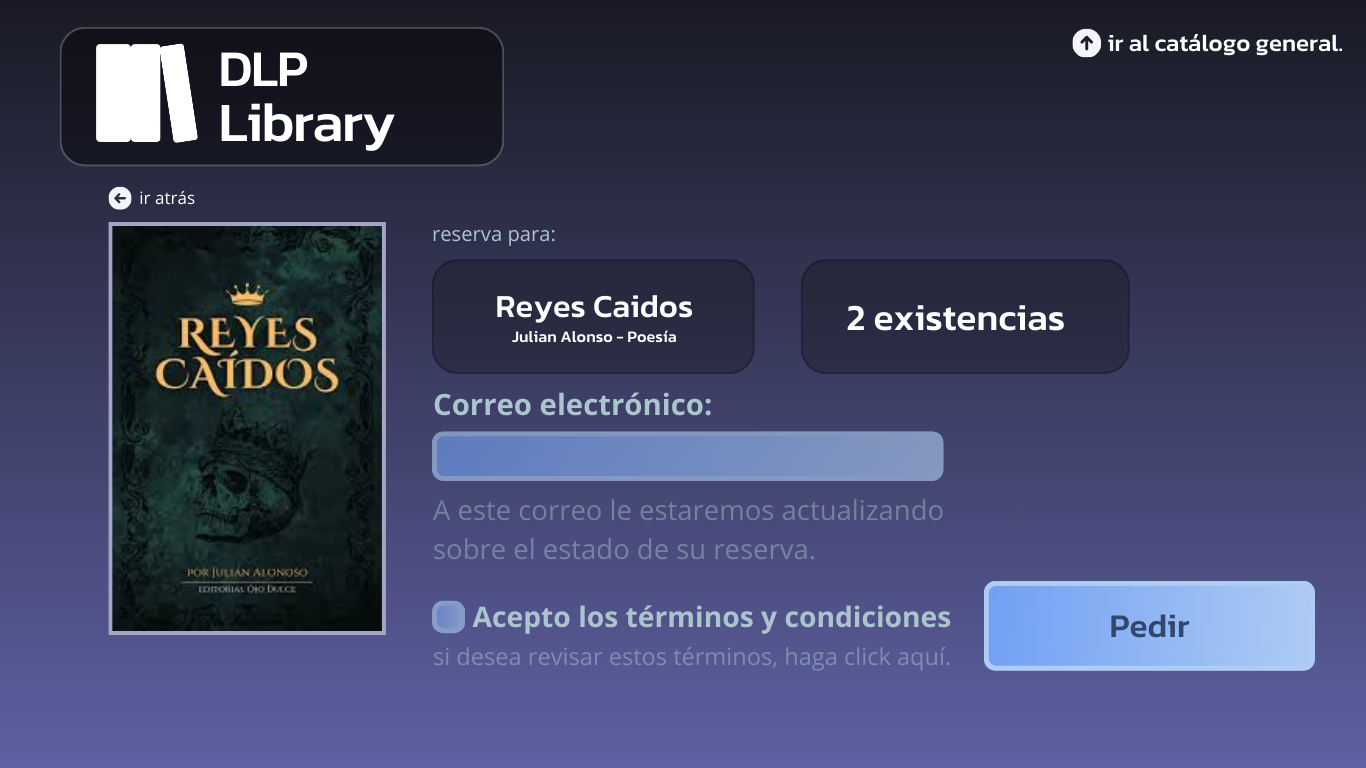 DLP
Library
ir al catálogo general.
ir atrás
REYES
CAÍDOS
POR JULIÁN ALONOSO
EDITORIAL OJO DULCE
reserva para:
Reyes Caidos
Julian Alonso - Poesía
2 existencias
Correo electrónico:
A este correo le estaremos actualizando
sobre el estado de su reserva.
Acepto los términos y condiciones
si desea revisar estos términos, haga click aquí.
Pedir